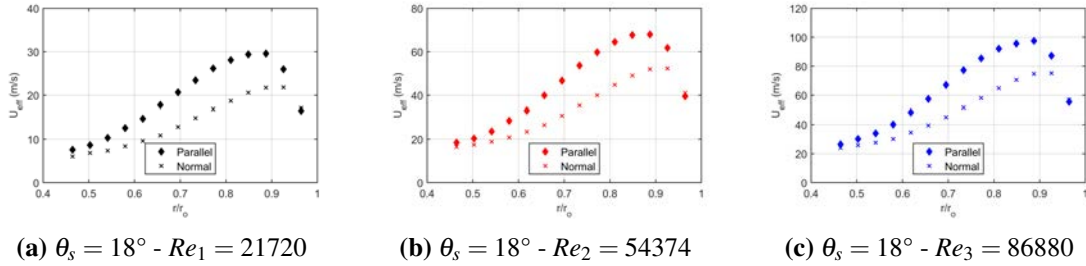 40
30
20
10
0
U_eff (m/s)
Parallel
Normal
0.4 0.5 0.6 0.7 0.8 0.9 1
r/r_o
80
60
40
20
0
U_eff (m/s)
Parallel
Normal
0.4 0.5 0.6 0.7 0.8 0.9 1
r/r_o
120
100
80
60
40
20
0
U_eff (m/s)
Parallel
Normal
0.4 0.5 0.6 0.7 0.8 0.9 1
r/r_o
(a) θ_s = 18° - Re_1 = 21720
(b) θ_s = 18° - Re_2 = 54374
(c) θ_s = 18° - Re_3 = 86880